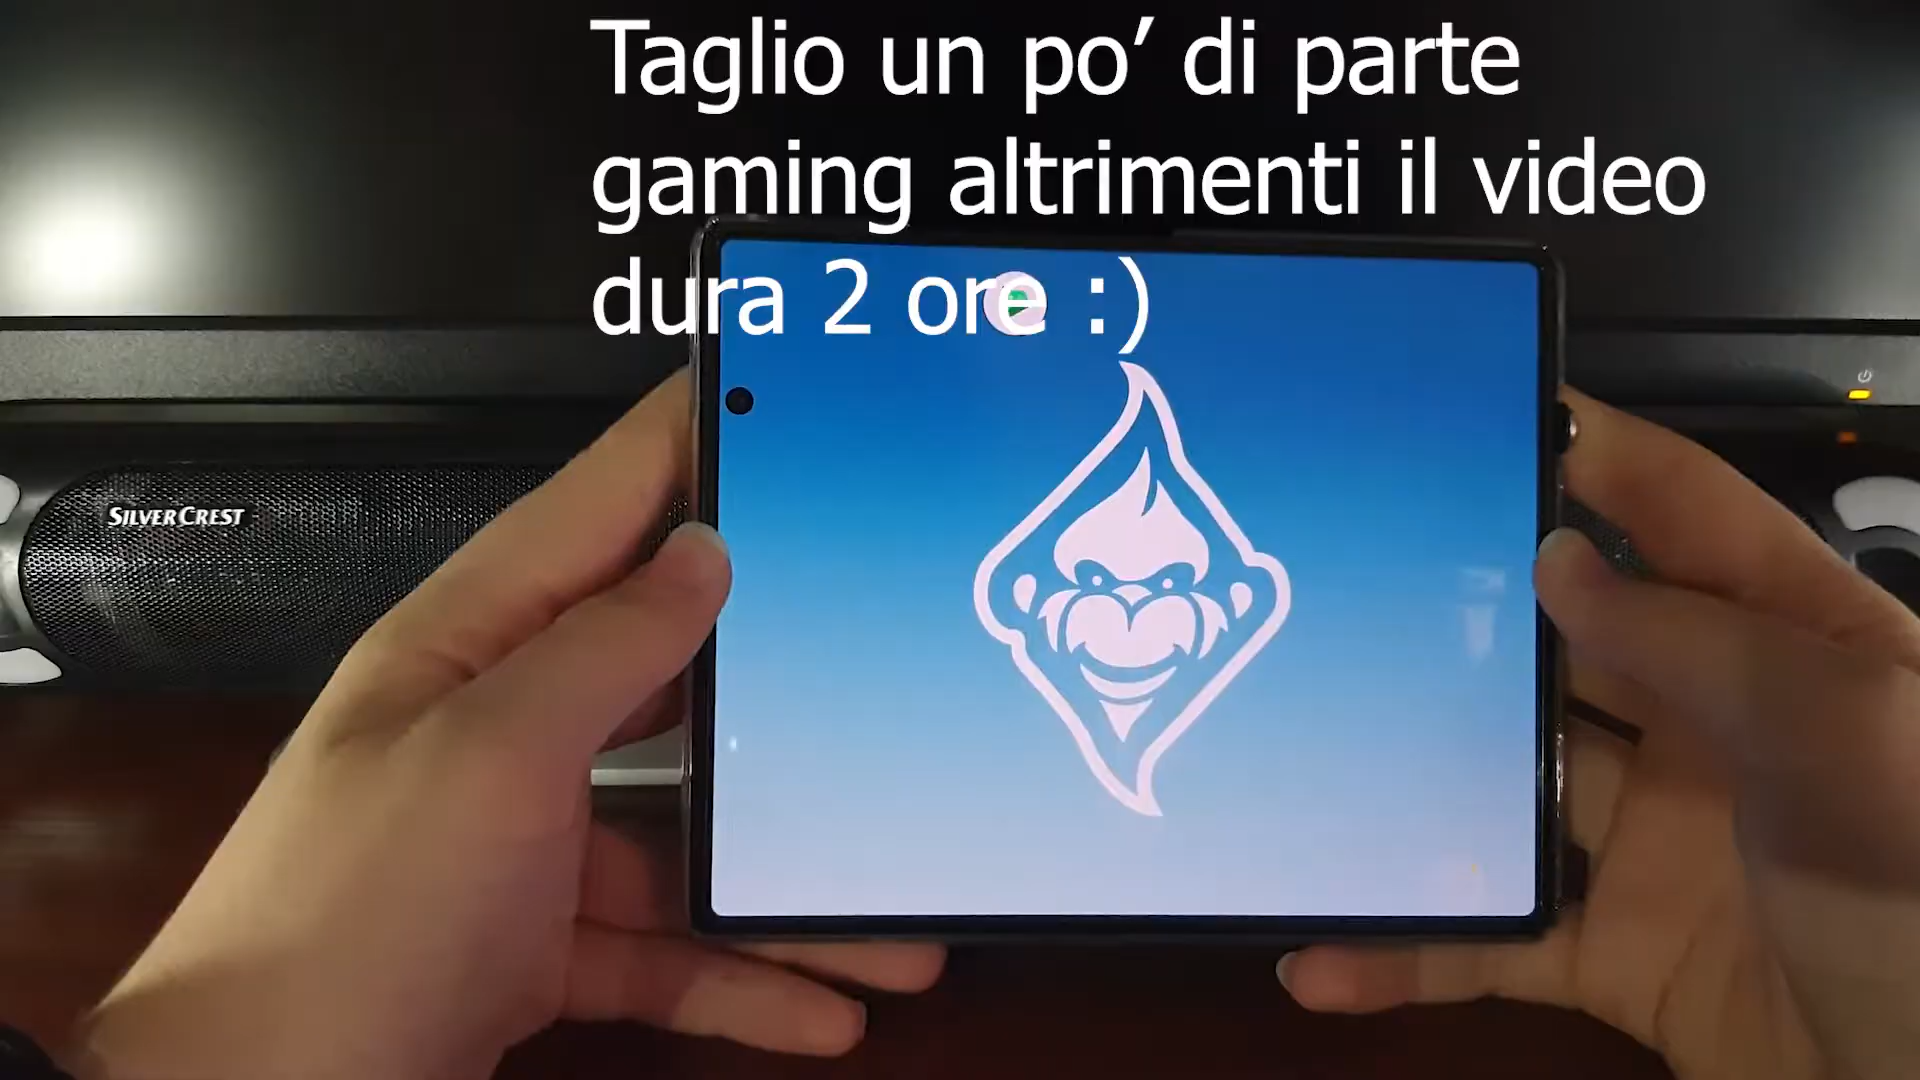 Taglio un po’ di parte
gaming altrimenti il video
dura 2 ore :)
SILVERCREST